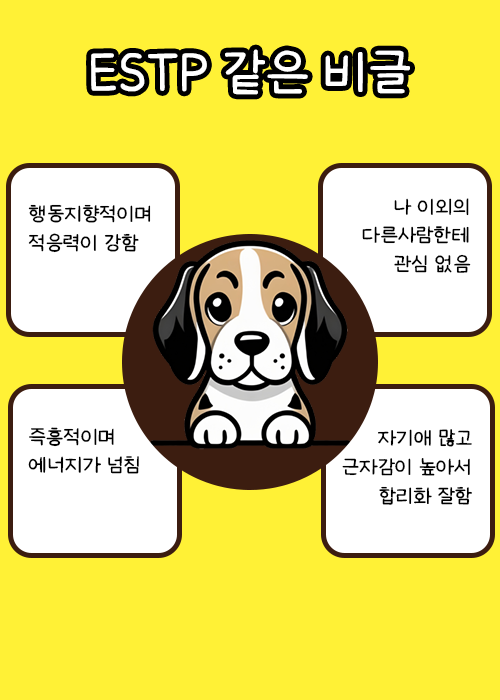 ESTP 같은 비글
행동지향적이며
적응력이 강함
나 이외의
다른사람한테
관심 없음
즉흥적이며
에너지가 넘침
자기애 많고
근자감이 높아서
합리화 잘함